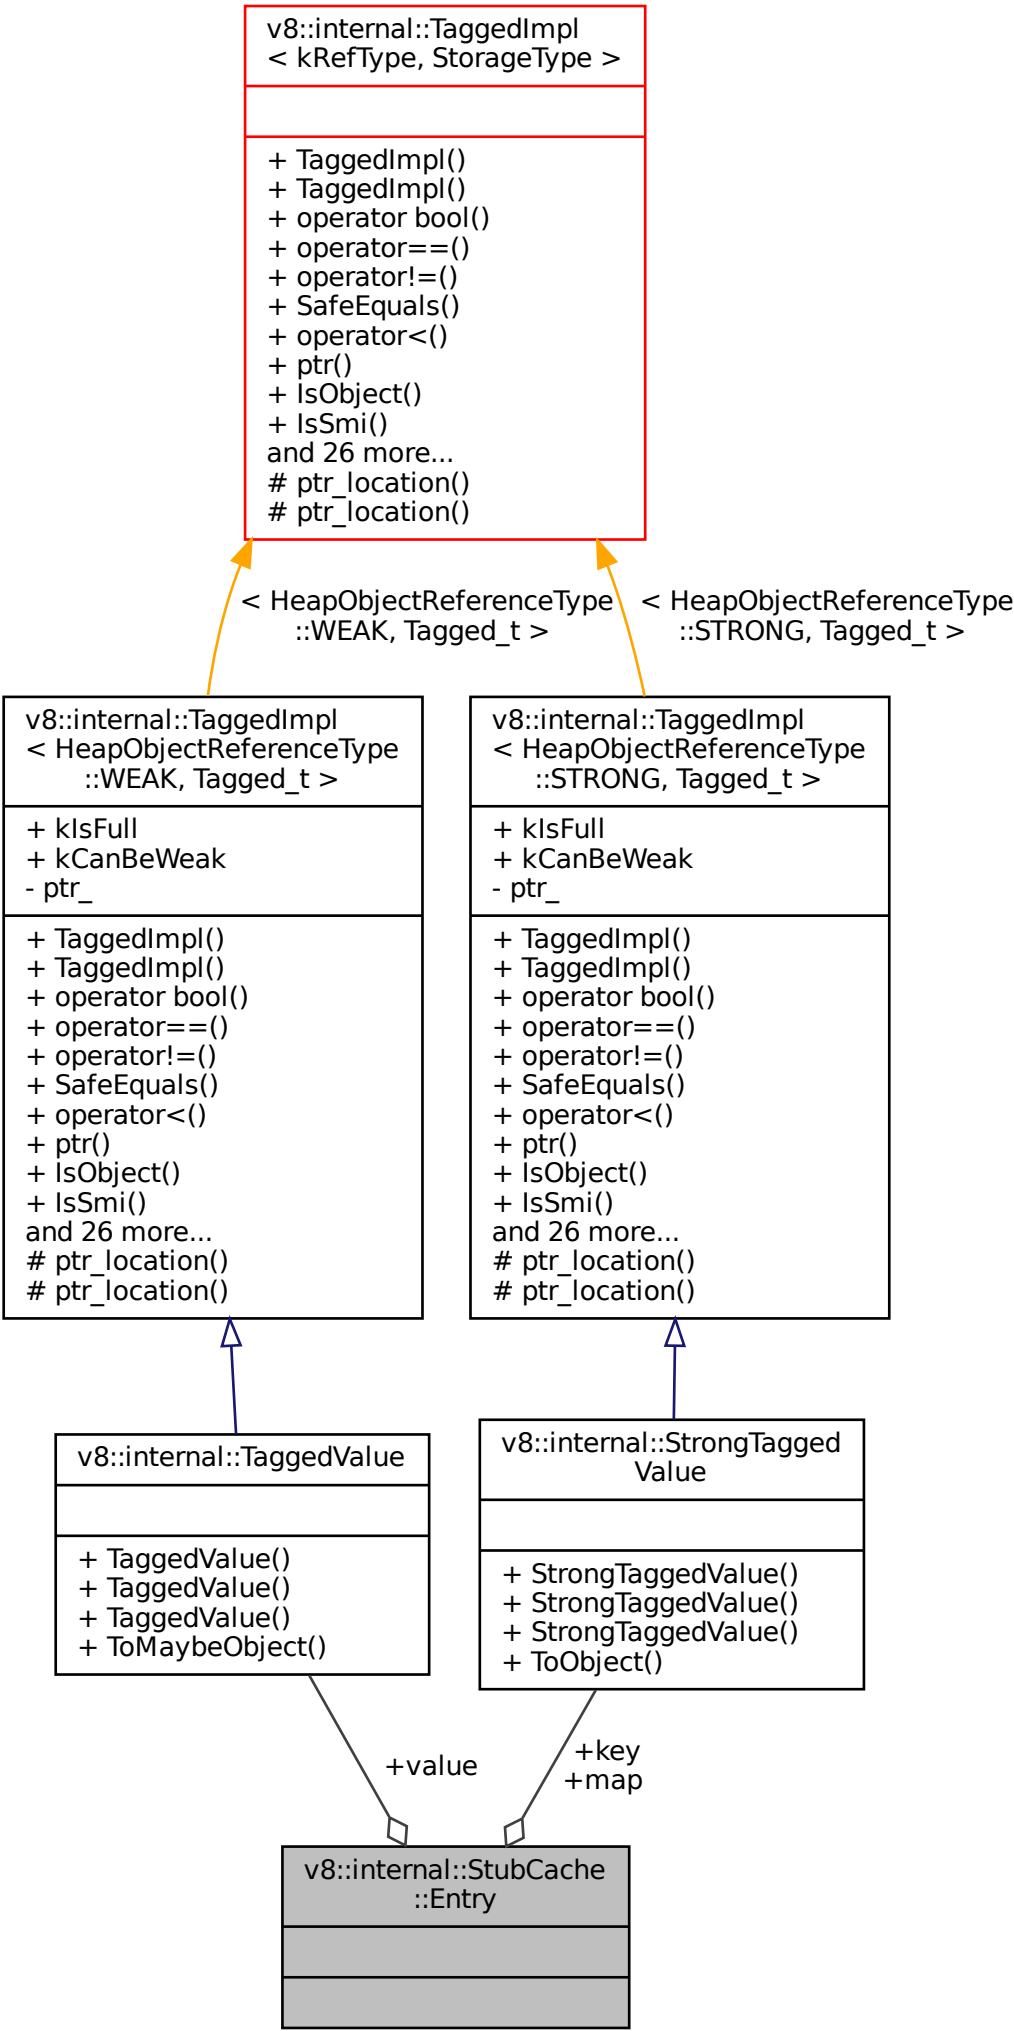 v8::internal::TaggedImpl
< kRefType, StorageType >
+ TaggedImpl()
+ TaggedImpl()
+ operator bool()
+ operator==()
+ operator!=()
+ SafeEquals()
+ operator<()
+ ptr()
+ IsObject()
+ IsSmi()
and 26 more...
# ptr_location()
# ptr_location()
< HeapObjectReferenceType
::WEAK, Tagged_t >
< HeapObjectReferenceType
::STRONG, Tagged_t >
v8::internal::TaggedImpl
< HeapObjectReferenceType
::WEAK, Tagged_t >
+ kIsFull
+ kCanBeWeak
- ptr_
+ TaggedImpl()
+ TaggedImpl()
+ operator bool()
+ operator==()
+ operator!=()
+ SafeEquals()
+ operator<()
+ ptr()
+ IsObject()
+ IsSmi()
and 26 more...
# ptr_location()
# ptr_location()
v8::internal::TaggedImpl
< HeapObjectReferenceType
::STRONG, Tagged_t >
+ kIsFull
+ kCanBeWeak
- ptr_
+ TaggedImpl()
+ TaggedImpl()
+ operator bool()
+ operator==()
+ operator!=()
+ SafeEquals()
+ operator<()
+ ptr()
+ IsObject()
+ IsSmi()
and 26 more...
# ptr_location()
# ptr_location()
v8::internal::TaggedValue
+ TaggedValue()
+ TaggedValue()
+ TaggedValue()
+ ToMaybeObject()
v8::internal::StrongTagged
Value
+ StrongTaggedValue()
+ StrongTaggedValue()
+ StrongTaggedValue()
+ ToObject()
+value
+key
+map
v8::internal::StubCache
::Entry